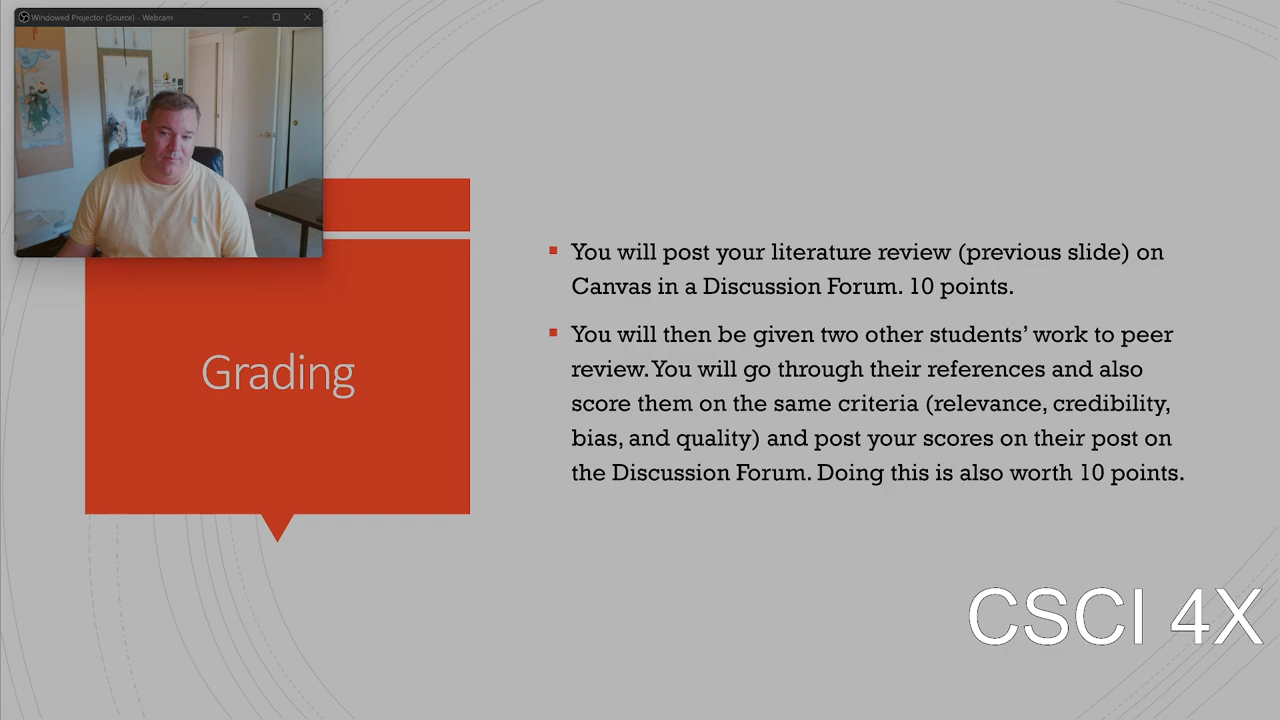 Windowed Projector (Source) - Webcam
You will post your literature review (previous slide) on
Canvas in a Discussion Forum. 10 points.
You will then be given two other students’ work to peer
review. You will go through their references and also
score them on the same criteria (relevance, credibility,
bias, and quality) and post your scores on their post on
the Discussion Forum. Doing this is also worth 10 points.
Grading
CSCI 4X